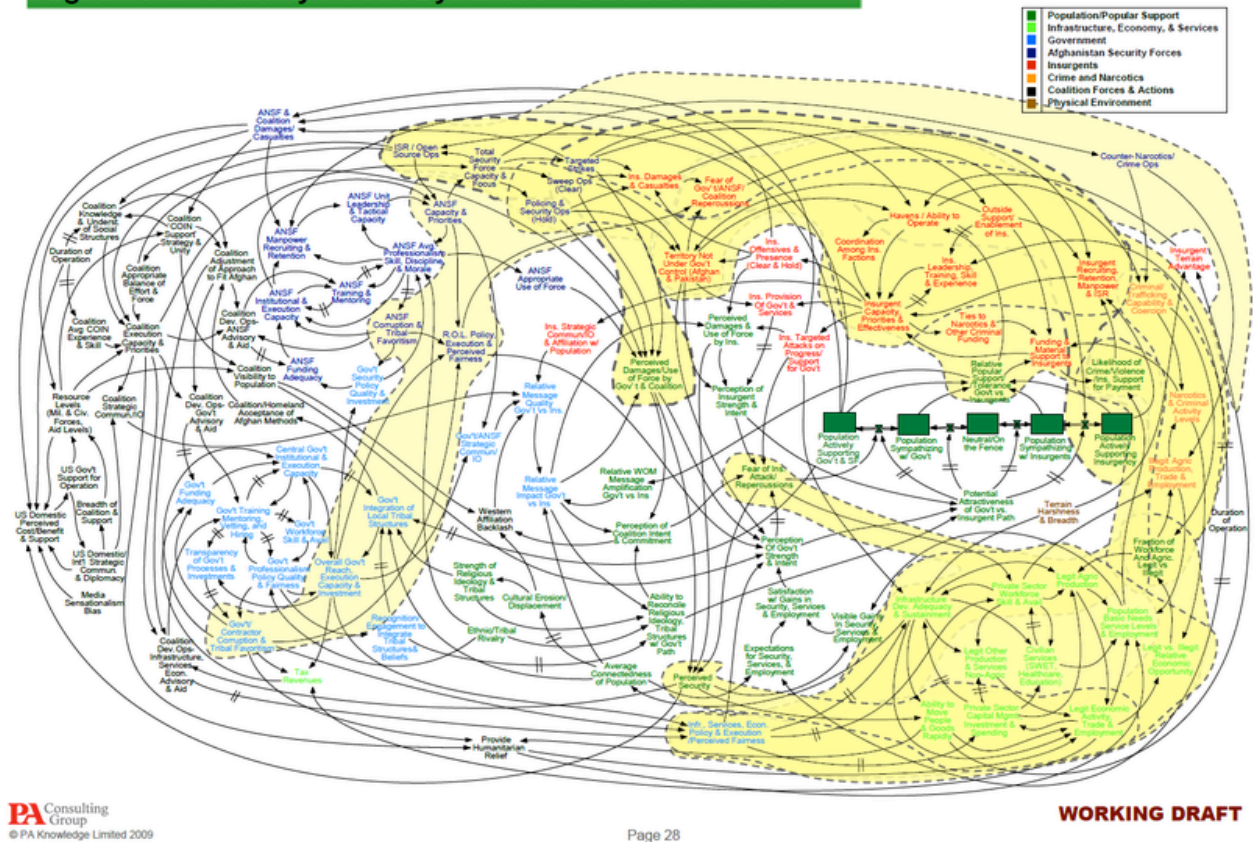 Population/Popular Support
Infrastructure, Economy, & Services
Government
Afghanistan Security Forces
Insurgents
Crime and Narcotics
Coalition Forces & Actions
Physical Environment
ANSF &
Coalition
Damages/
Casualties
ISR / Open
Source Ops
Total
Security
Force
Capacity &
Focus
Targeted
Strikes
Sweep Ops
(Clear)
Policing &
Security Ops
(Hold)
Ins. Damages
& Casualties
Fear of
Gov't/ANSF/
Coalition
Repercussions
Counter-Narcotics/
Crime Ops
Coalition
Knowledge
& Underst.
of Social
Structures
Coalition
COIN
Support
Strategy &
Unity
ANSF Unit
Leadership
& Tactical
Capacity
ANSF
Capacity &
Priorities
Havens / Ability to
Operate
Outside
Support/
Enablement
of Ins.
Duration of
Operation
ANSF
Manpower
Recruiting &
Retention
ANSF Avg.
Professionalism
Skill, Discipline,
& Morale
Territory Not
Under Gov't
Control (Afghan
& Pakistan)
Ins.
Offensives &
Presence
(Clear & Hold)
Coordination
Among Ins.
Factions
Ins.
Leadership,
Training, Skill
& Experience
Insurgent
Recruiting,
Retention,
Manpower
& ISR
Insurgent
Terrain
Advantage
Coalition
Appropriate
Balance of
Effort &
Force
Coalition
Adjustment
of Approach
to Fit Afghan
ANSF
Institutional &
Execution
Capacity
ANSF
Training &
Mentoring
ANSF
Appropriate
Use of Force
Criminal
Trafficking
Capability &
Coercion
Coalition
Avg COIN
Experience
& Skill
Coalition
Execution
Capacity &
Priorities
Coalition
Dev. Ops-
ANSF
Advisory
& Aid
ANSF
Corruption &
Tribal
Favoritism
R.O.L. Policy,
Execution &
Perceived
Fairness
Ins. Strategic
Commun/IO
& Affiliation w/
Population
Ins. Provision
Of Gov't &
Services
Perceived
Damages &
Use of Force
by Ins.
Ins. Targeted
Attacks on
Progress/
Support
for Gov't
Insurgent
Capacity,
Priorities &
Effectiveness
Ties to
Narcotics &
Other Criminal
Funding
Funding &
Material
Support to
Insurgents
ANSF
Funding
Adequacy
Coalition
Visibility to
Population
Gov't
Security
Policy
Quality &
Investment
Perceived
Damages/Use
of Force by
Gov't & Coalition
Relative
Popular
Support/
Tolerance
Gov't vs
Insurgents
Likelihood of
Crime/Violence
/Ins. Support
for Payment
Resource
Levels
(Mil. & Civ.
Forces,
Aid Levels)
Coalition
Strategic
Commun./IO
Coalition
Dev. Ops-
Gov't
Advisory
& Aid
Coalition/Homeland
Acceptance of
Afghan Methods
Relative
Message
Quality
Gov't vs Ins.
Perception of
Insurgent
Strength &
Intent
Narcotics
& Criminal
Activity
Levels
Population
Actively
Supporting
Gov't & SF
Population
Sympathizing
w/ Gov't
Neutral/On
the Fence
Population
Sympathizing
w/ Insurgents
Population
Actively
Supporting
Insurgency
Central Gov't
Institutional &
Execution
Capacity
Gov't/ANSF
Strategic
Commun/
IO
US Gov't
Support for
Operation
Gov't
Funding
Adequacy
Relative
Message
Impact Gov't
vs Ins
Relative WOM
Message
Amplification
Gov't vs Ins
Fear of Ins.
Attack/
Repercussions
Illegit Agric
Production,
Trade &
Employment
US Domestic
Perceived
Cost/Benefit
& Support
Breadth of
Coalition &
Support
Gov't Training
Mentoring,
Vetting, and
Hiring
Gov't
Workforce
Skill & Avail
Gov't
Integration of
Local Tribal
Structures
Western
Affiliation
Backlash
Perception of
Coalition Intent
& Commitment
Potential
Attractiveness
of Gov't vs.
Insurgent Path
Terrain
Harshness
& Breadth
Duration
of
Operation
US Domestic/
Int'l Strategic
Commun.
& Diplomacy
Transparency
of Gov't
Processes &
Investments
Gov't
Professionalism
Policy Quality
& Fairness
Overall Gov't
Reach,
Execution
Capacity &
Investment
Strength of
Religious
Ideology &
Tribal
Structures
Perception
Of Gov't
Strength
& Intent
Fraction of
Workforce
And Agric.
Legit vs
Illegit
Media
Sensationalism
Bias
Cultural Erosion/
Displacement
Ability to
Reconcile
Religious
Ideology,
Tribal
Structures
w/ Gov't
Path
Satisfaction
w/ Gains in
Security, Services
& Employment
Infrastructure
Dev. Adequacy
& Sustainment
Private Sector
Workforce
Skill & Avail
Legit Agric
Production
Gov't/
Contractor
Corruption &
Tribal Favoritism
Recognition/
Engagement to
Integrate
Tribal
Structures&
Beliefs
Ethnic/Tribal
Rivalry
Visible Gains
In Security,
Services &
Employment
Population
Basic Needs
Service Levels
& Employment
Coalition
Dev. Ops-
Infrastructure,
Services
Econ.
Advisory
& Aid
Tax
Revenues
Average
Connectedness
of Population
Perceived
Security
Expectations
for Security,
Services, &
Employment
Legit Other
Production
& Services
Non-Agric
Civilian
Services
(SWET,
Healthcare,
Education)
Legit vs. Illegit
Relative
Economic
Opportunity
Infr., Services, Econ.
Policy & Execution
/Perceived Fairness
Ability to
Move
People
& Goods
Rapidly
Private Sector
Capital Mgmt,
Investment &
Spending
Legit Economic
Activity,
Trade &
Employment
Provide
Humanitarian
Relief
PA Consulting
Group
© PA Knowledge Limited 2009
Page 28
WORKING DRAFT